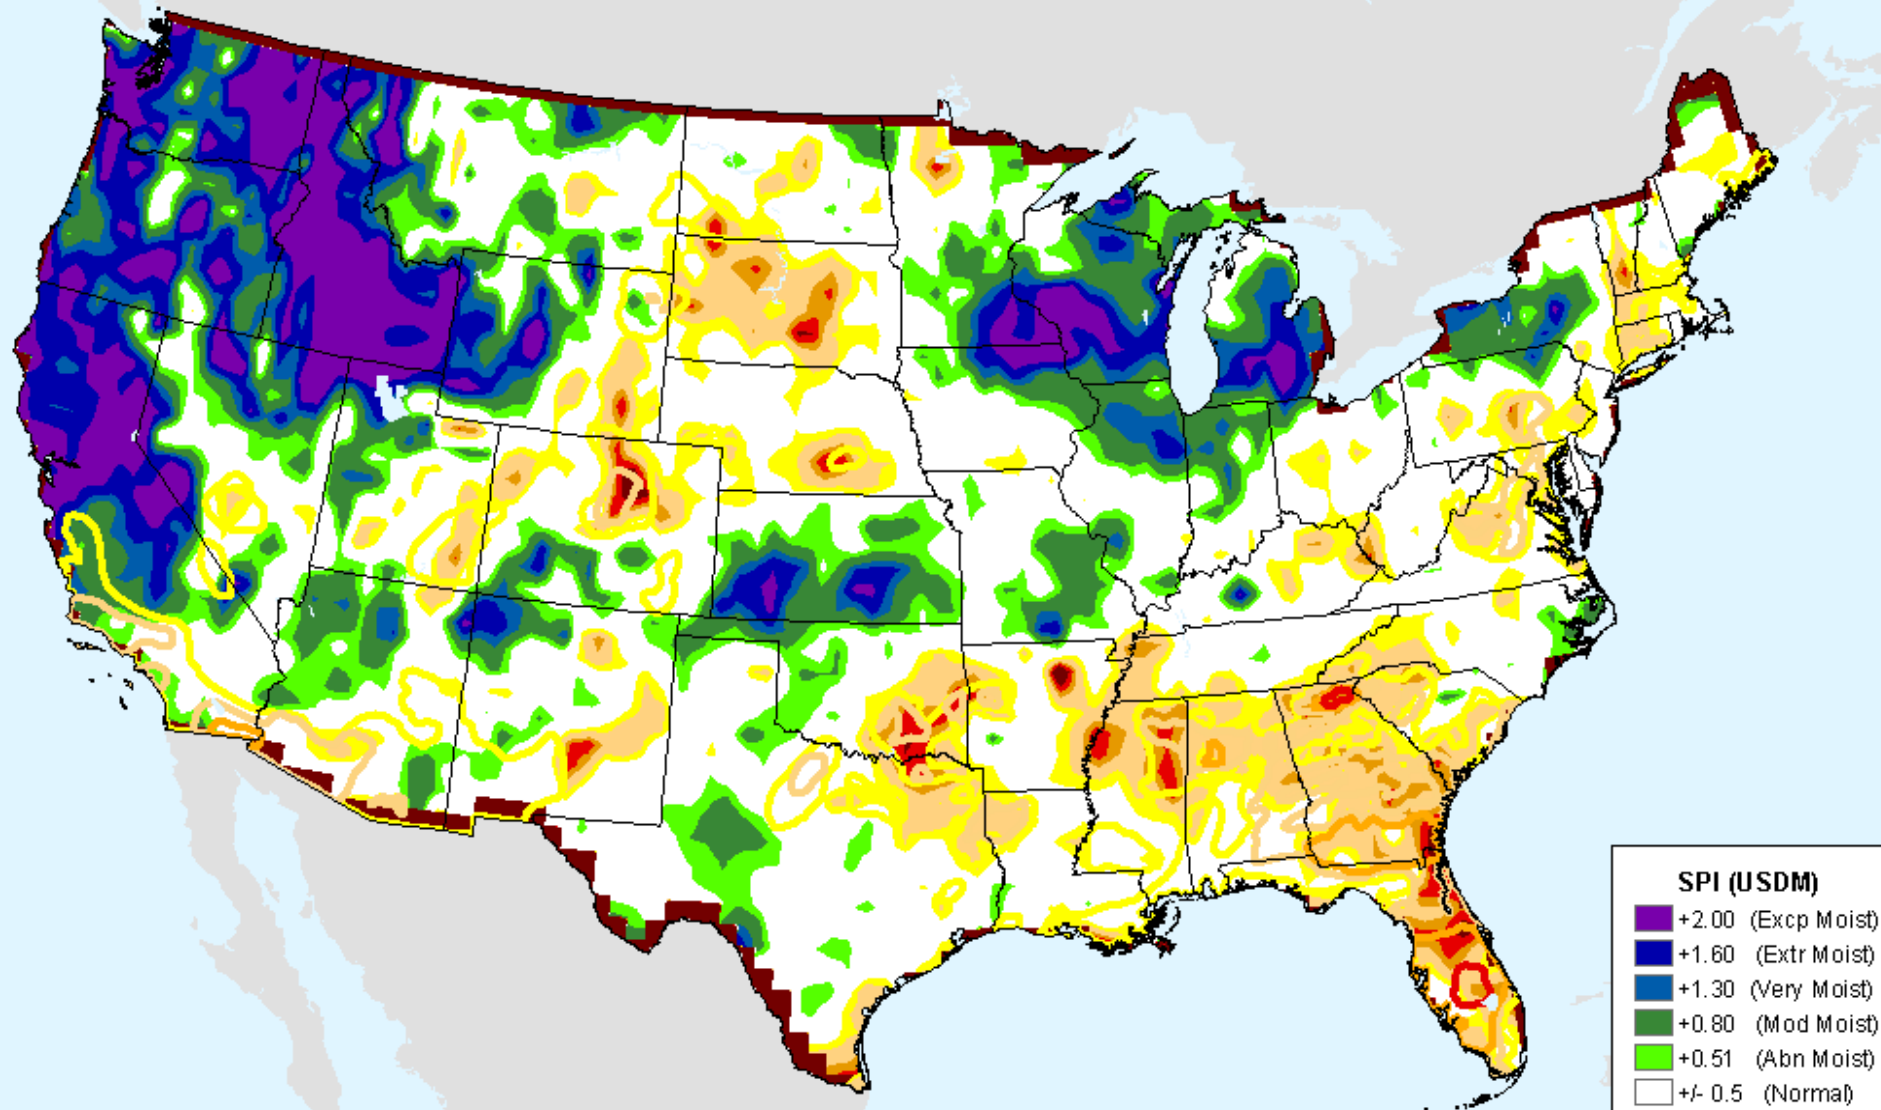 SPI (USDM)
+2.00 (Excp Moist)
+1.60 (Extr Moist)
+1.30 (Very Moist)
+0.80 (Mod Moist)
+0.51 (Abn Moist)
+/- 0.5 (Normal)